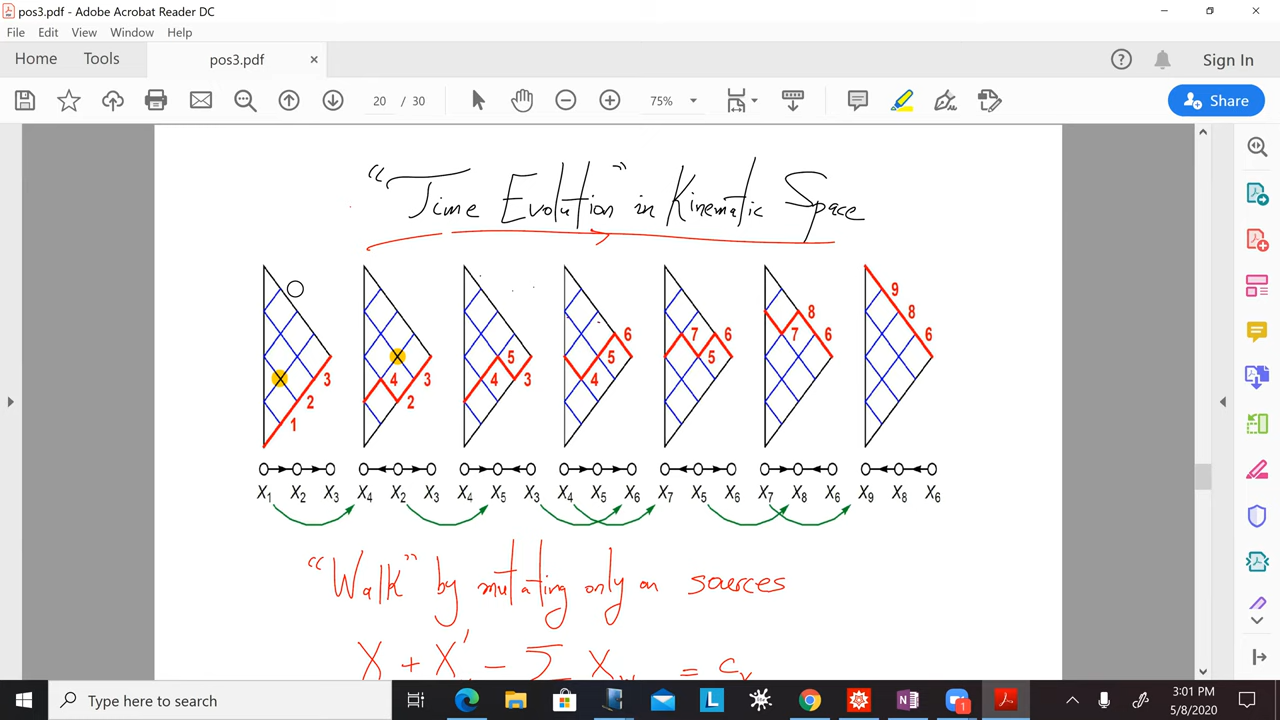 pos3.pdf - Adobe Acrobat Reader DC
File Edit View Window Help
Home Tools pos3.pdf × ? Sign In
20 / 30 75% Share
"Time Evolution" in Kinematic Space
1 2 3
4 2 3
4 5 3
4 5 6
7 5 6
7 8 6
9 8 6
X X
X1 X2 X3 X4 X2 X3 X4 X5 X3 X4 X5 X6 X7 X5 X6 X7 X8 X6 X9 X8 X6
"Walk" by mutating only on sources
X + X' - Σ X = c
Type here to search
L 1
3:01 PM
5/8/2020